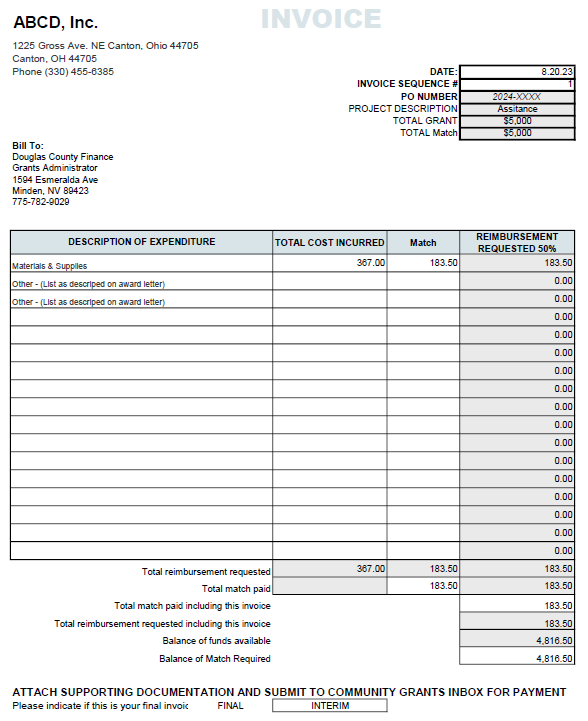 INVOICE
ABCD, Inc.
1225 Gross Ave. NE Canton, Ohio 44705
Canton, OH 44705
Phone (330) 455-6385
DATE: 8.20.23
INVOICE SEQUENCE # 1
PO NUMBER 2024-XXXX
PROJECT DESCRIPTION Assitance
TOTAL GRANT $5,000
TOTAL Match $5,000
Bill To:
Douglas County Finance
Grants Administrator
1594 Esmeralda Ave
Minden, NV 89423
775-782-9029
DESCRIPTION OF EXPENDITURE TOTAL COST INCURRED Match REIMBURSEMENT REQUESTED 50%
Materials & Supplies 367.00 183.50 183.50
Other - (List as descriped on award letter) 0.00
Other - (List as descriped on award letter) 0.00
0.00
0.00
0.00
0.00
0.00
0.00
0.00
0.00
0.00
0.00
0.00
0.00
0.00
0.00
Total reimbursement requested 367.00 183.50 183.50
Total match paid 183.50 183.50
Total match paid including this invoice 183.50
Total reimbursement requested including this invoice 183.50
Balance of funds available 4,816.50
Balance of Match Required 4,816.50
ATTACH SUPPORTING DOCUMENTATION AND SUBMIT TO COMMUNITY GRANTS INBOX FOR PAYMENT
Please indicate if this is your final invoic FINAL INTERIM